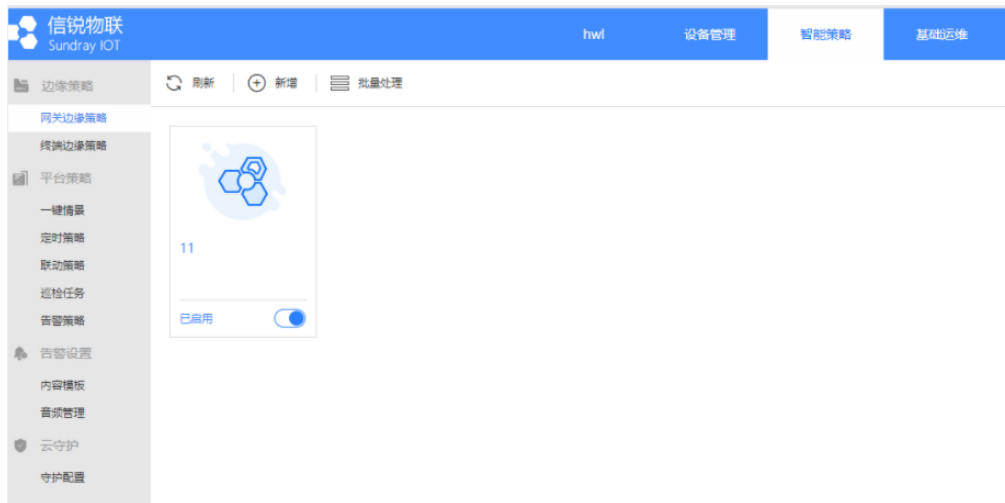 信锐物联
Sundray IOT
hwl 设备管理 智能策略 基础运维
边缘策略
网关边缘策略
终端边缘策略
平台策略
一键情景
定时策略
联动策略
巡检任务
告警策略
告警设置
内容模板
音频管理
云守护
守护配置
刷新 新增 批量处理
11
已启用